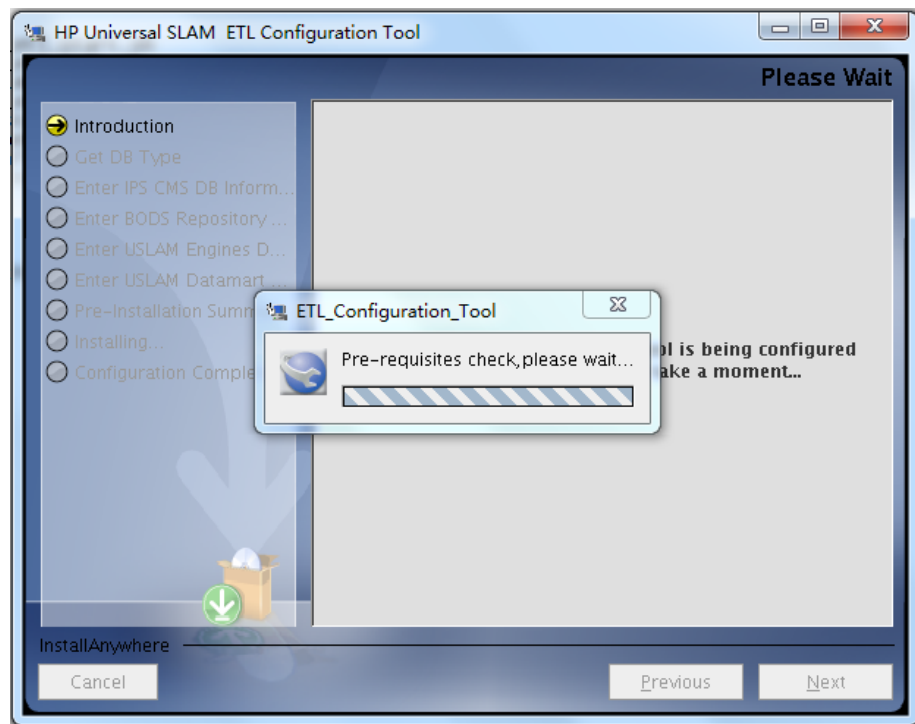 HP Universal SLAM ETL Configuration Tool
Please Wait
Introduction
Get DB Type
Enter IPS CMS DB Inform...
Enter BODS Repository ...
Enter USLAM Engines D...
Enter USLAM Datamart ...
Pre-Installation Summ
Installing...
Configuration Comple
ETL_Configuration_Tool
Pre-requisites check,please wait...
ol is being configured
ake a moment...
InstallAnywhere
Cancel
Previous
Next